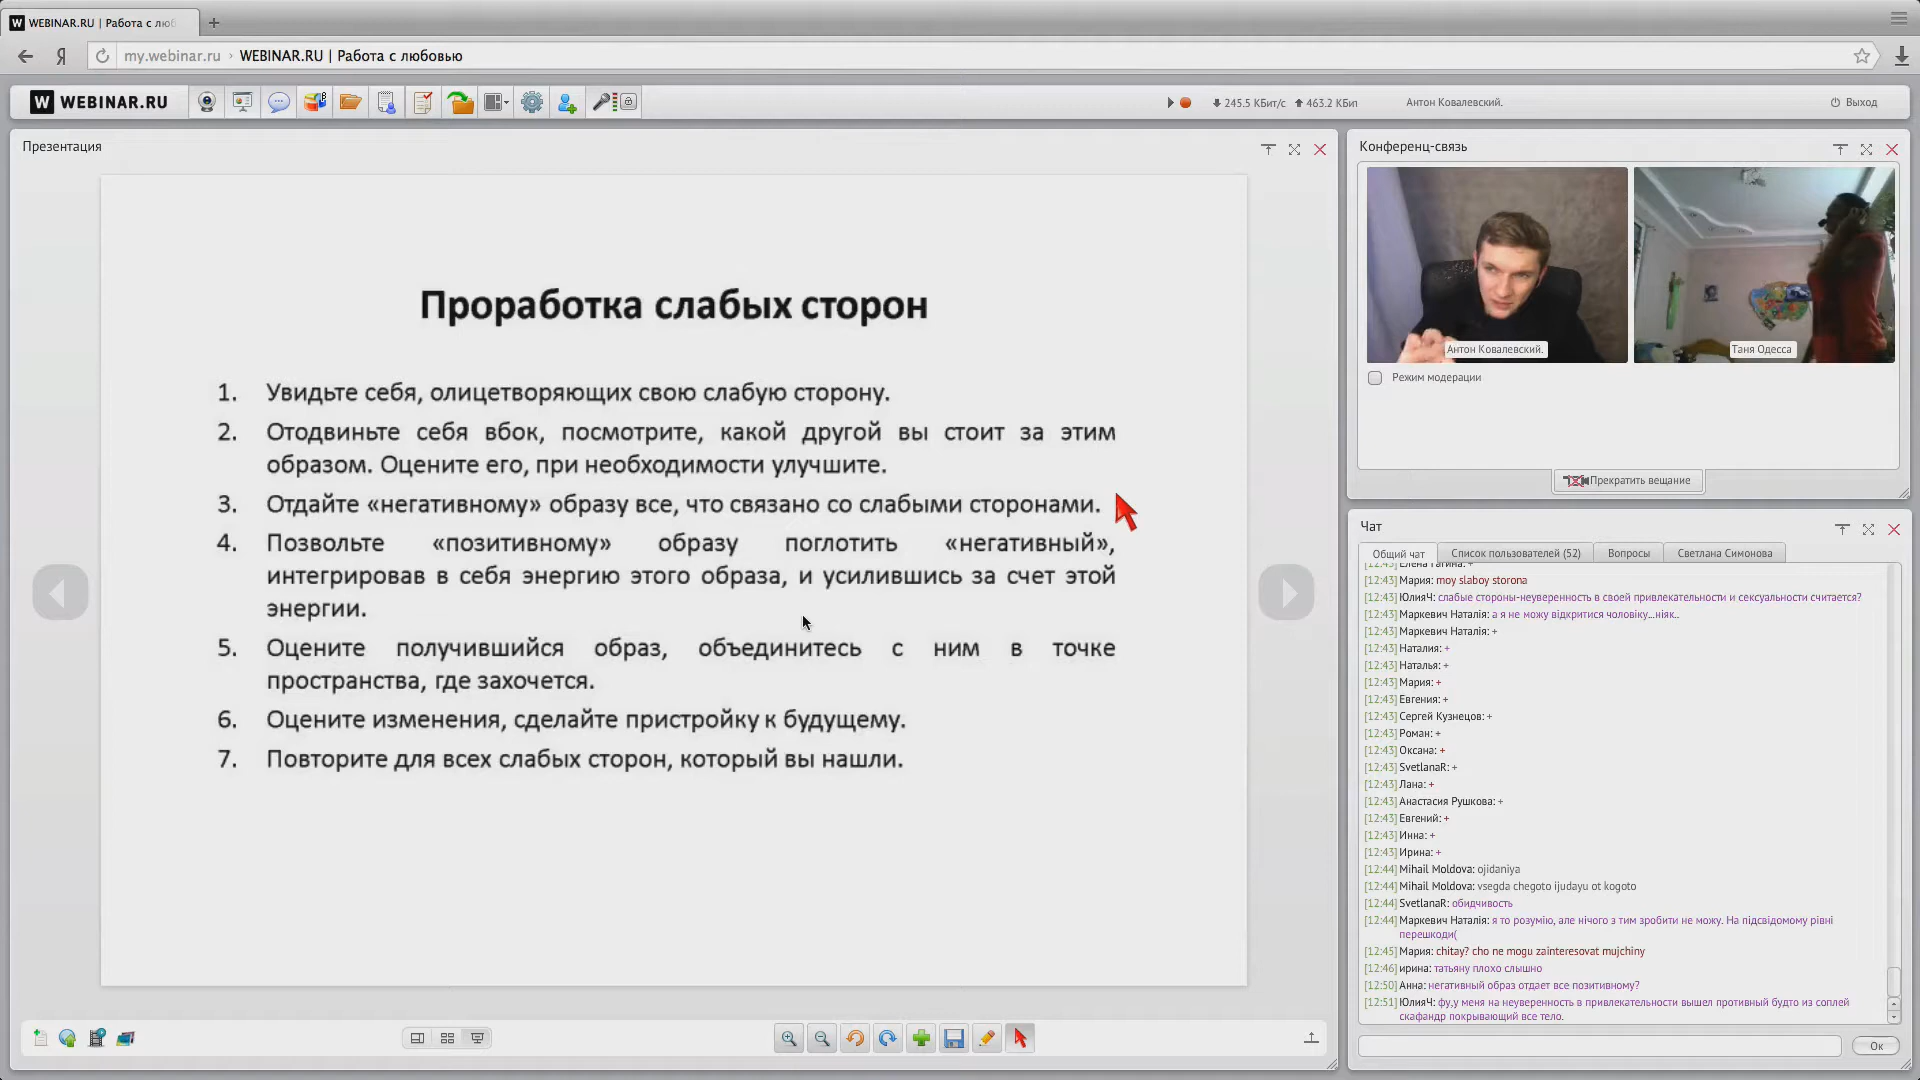 WEBINAR.RU | Работа с люб
my.webinar.ru › WEBINAR.RU | Работа с любовью
WEBINAR.RU
245.5 КБит/с 463.2 КБит
Антон Ковалевский.
Выход
Презентация
Проработка слабых сторон
1. Увидьте себя, олицетворяющих свою слабую сторону.
2. Отодвиньте себя вбок, посмотрите, какой другой вы стоит за этим
образом. Оцените его, при необходимости улучшите.
3. Отдайте «негативному» образу все, что связано со слабыми сторонами.
4. Позвольте «позитивному» образу поглотить «негативный»,
интегрировав в себя энергию этого образа, и усилившись за счет этой
энергии.
5. Оцените получившийся образ, объединитесь с ним в точке
пространства, где захочется.
6. Оцените изменения, сделайте пристройку к будущему.
7. Повторите для всех слабых сторон, который вы нашли.
Конференц-связь
Антон Ковалевский.
Таня Одесса
Режим модерации
Прекратить вещание
Чат
Общий чат
Список пользователей (52)
Вопросы
Светлана Симонова
[12:43] Мария: moy slaboy storona
[12:43] ЮлияЧ: слабые стороны-неуверенность в своей привлекательности и сексуальности считается?
[12:43] Маркевич Наталія: а я не можу відкритися чоловіку...ніяк..
[12:43] Маркевич Наталія: +
[12:43] Наталия: +
[12:43] Наталья: +
[12:43] Мария: +
[12:43] Евгения: +
[12:43] Сергей Кузнецов: +
[12:43] Роман: +
[12:43] Оксана: +
[12:43] SvetlanaR: +
[12:43] Лана: +
[12:43] Анастасия Рушкова: +
[12:43] Евгений: +
[12:43] Инна: +
[12:43] Ирина: +
[12:44] Mihail Moldova: ojidaniya
[12:44] Mihail Moldova: vsegda chegoto ijudayu ot kogoto
[12:44] SvetlanaR: обидчивость
[12:44] Маркевич Наталія: я то розумію, але нічого з тим зробити не можу. На підсвідомому рівні
перешкоди(
[12:45] Мария: chitay? cho ne mogu zainteresovat mujchiny
[12:46] ирина: татьяну плохо слышно
[12:50] Анна: негативный образ отдает все позитивному?
[12:51] ЮлияЧ: фу,у меня на неуверенность в привлекательности вышел противный будто из соплей
скафандр покрывающий все тело.
Ок